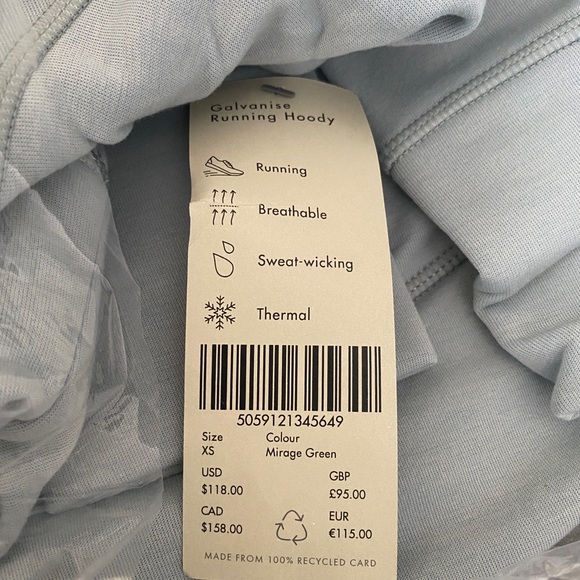 Galvanise
Running Hoody
Running
Breathable
Sweat-wicking
Thermal
5059121345649
Size Colour
XS Mirage Green
USD GBP
$118.00 £95.00
CAD EUR
$158.00 €115.00
MADE FROM 100% RECYCLED CARD